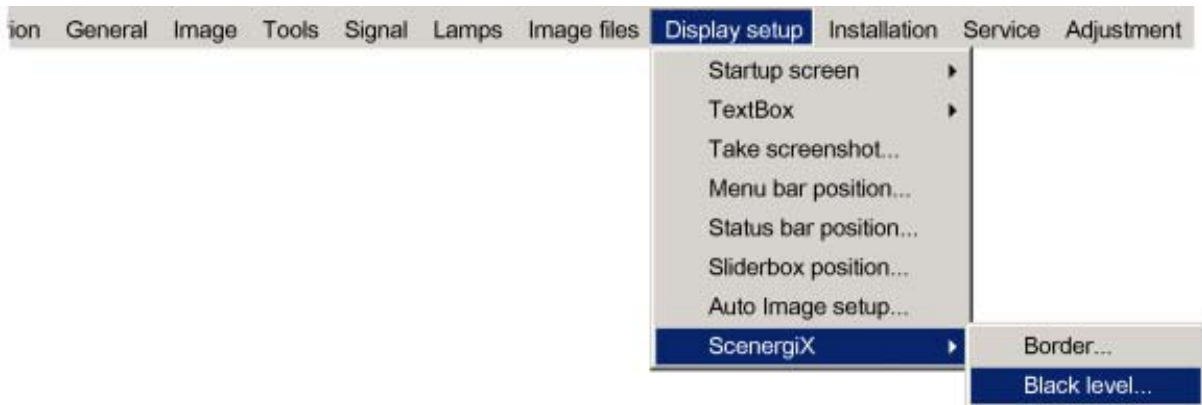 ion General Image Tools Signal Lamps Image files Display setup Installation Service Adjustment
Startup screen
TextBox
Take screenshot...
Menu bar position...
Status bar position...
Sliderbox position...
Auto Image setup...
ScenergiX
Border...
Black level...